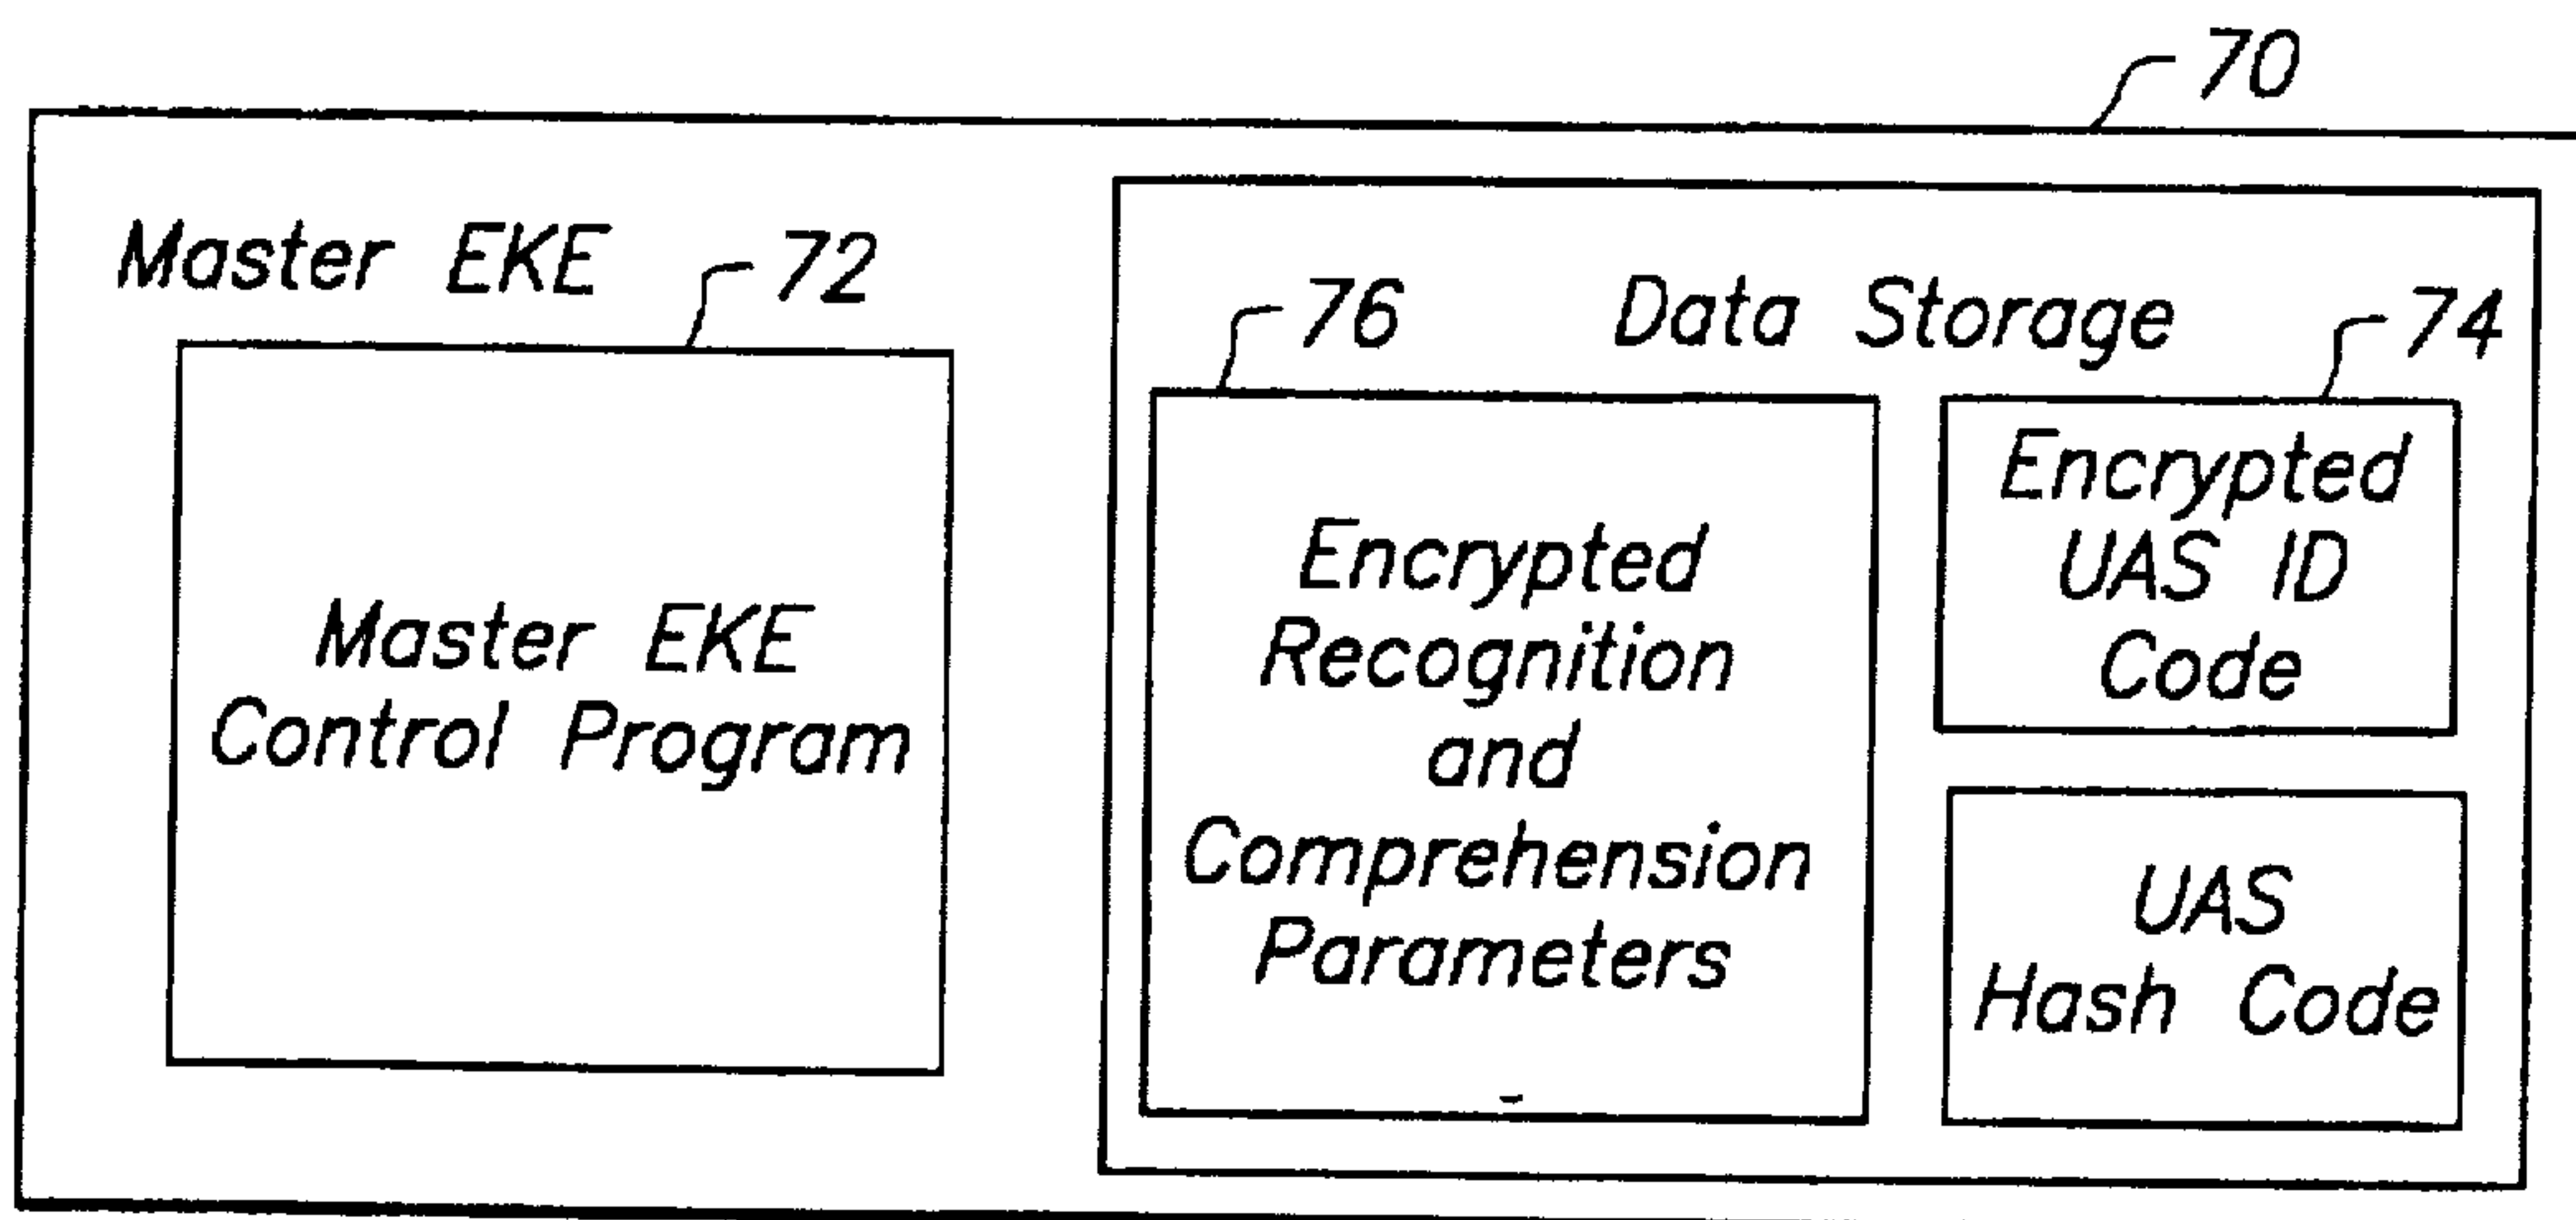 70
Master EKE
72
Master EKE
Control Program
Data Storage
76
Encrypted
Recognition
and
Comprehension
Parameters
74
Encrypted
UAS ID
Code
UAS
Hash Code